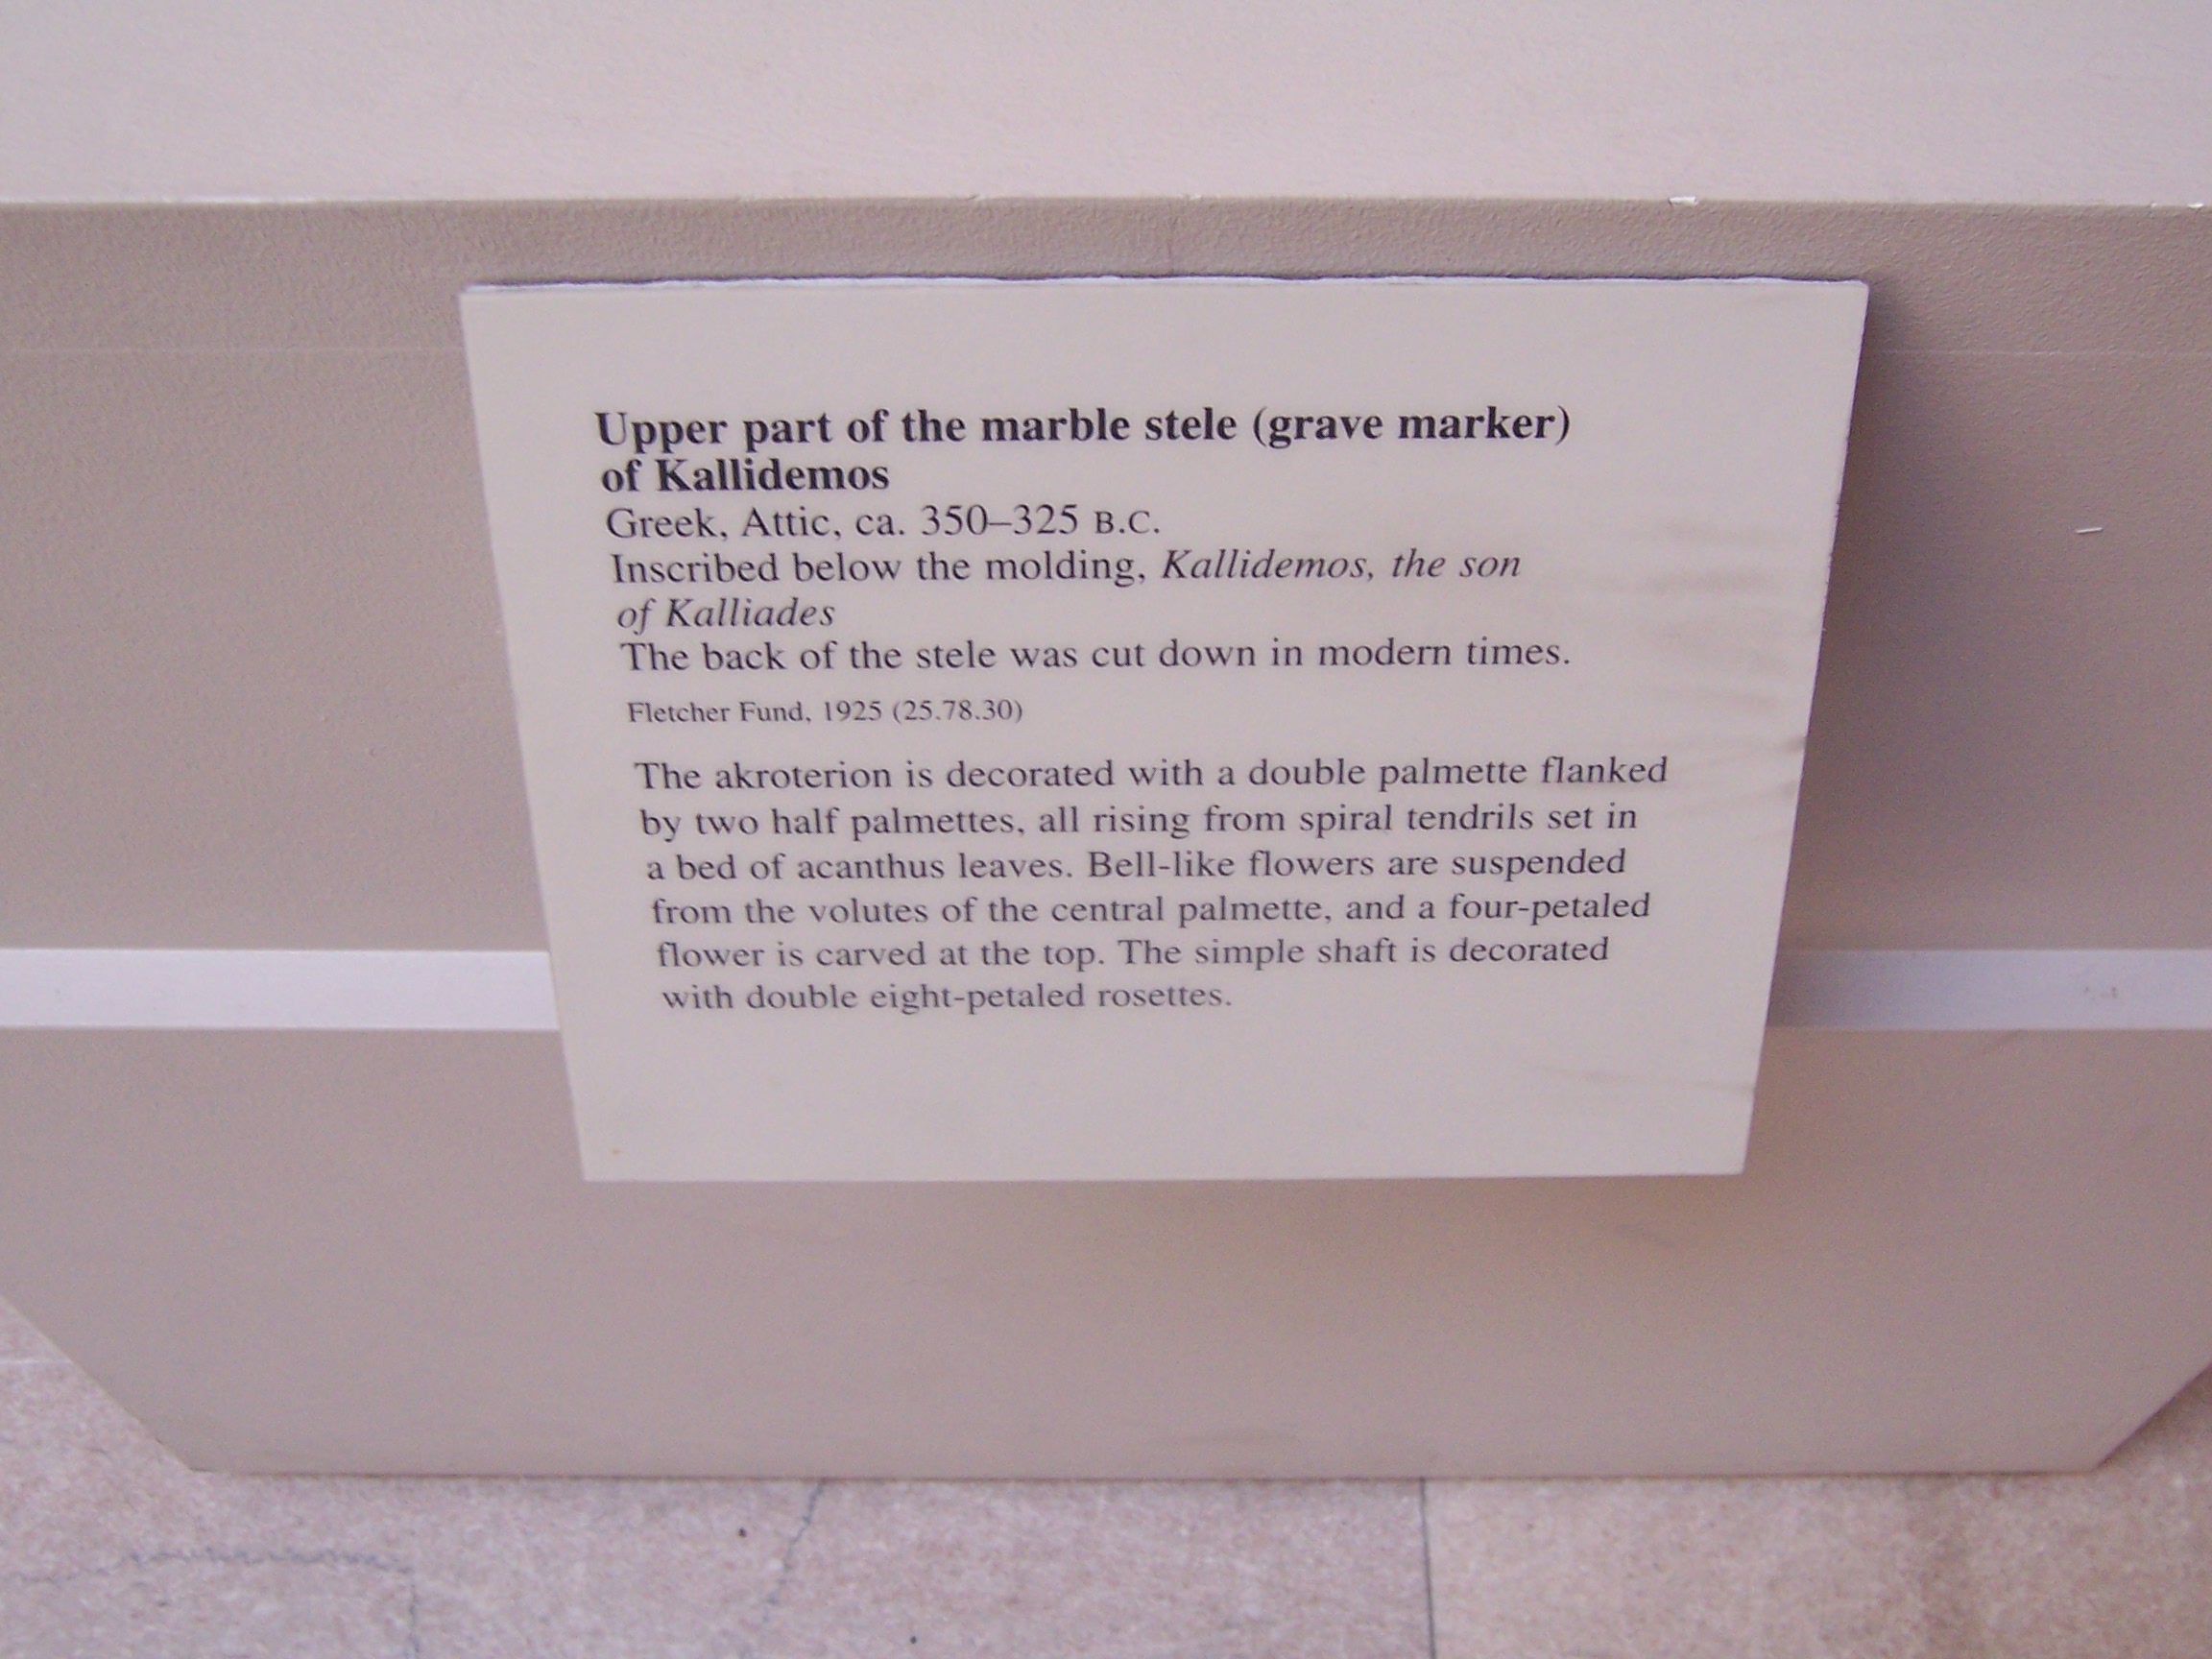 Upper part of the marble stele (grave marker)
of Kallidemos
Greek, Attic, ca. 350–325 B.C.
Inscribed below the molding, Kallidemos, the son
of Kalliades
The back of the stele was cut down in modern times.
Fletcher Fund, 1925 (25.78.30)
The akroterion is decorated with a double palmette flanked
by two half palmettes, all rising from spiral tendrils set in
a bed of acanthus leaves. Bell-like flowers are suspended
from the volutes of the central palmette, and a four-petaled
flower is carved at the top. The simple shaft is decorated
with double eight-petaled rosettes.